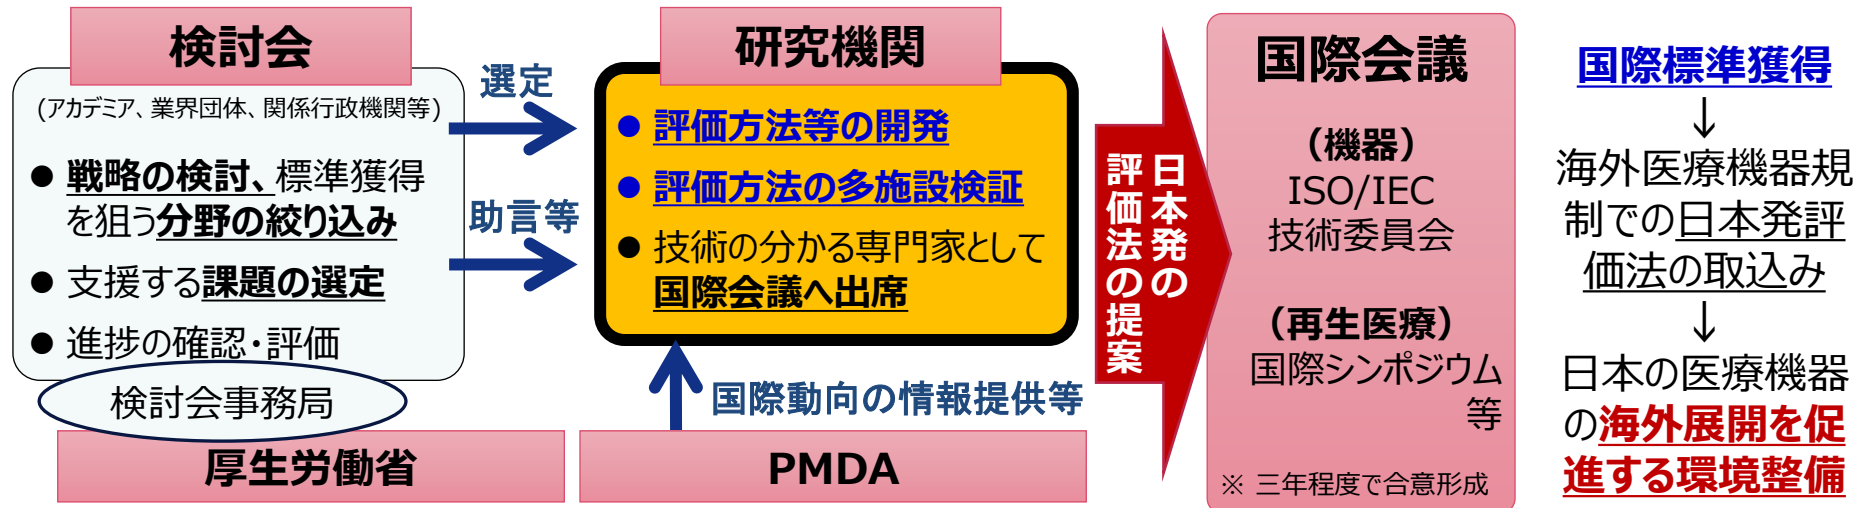 検討会
(アカデミア、業界団体、関係行政機関等)
● 戦略の検討、標準獲得
を狙う分野の絞り込み
● 支援する課題の選定
● 進捗の確認・評価
検討会事務局
厚生労働省
選定
助言等
研究機関
● 評価方法等の開発
● 評価方法の多施設検証
● 技術の分かる専門家として
国際会議へ出席
国際動向の情報提供等
PMDA
日本発の
評価法の提案
国際会議
（機器）
ISO/IEC
技術委員会
（再生医療）
国際シンポジウム
等
※ 三年程度で合意形成
国際標準獲得
↓
海外医療機器規
制での日本発評
価法の取込み
↓
日本の医療機器
の海外展開を促
進する環境整備